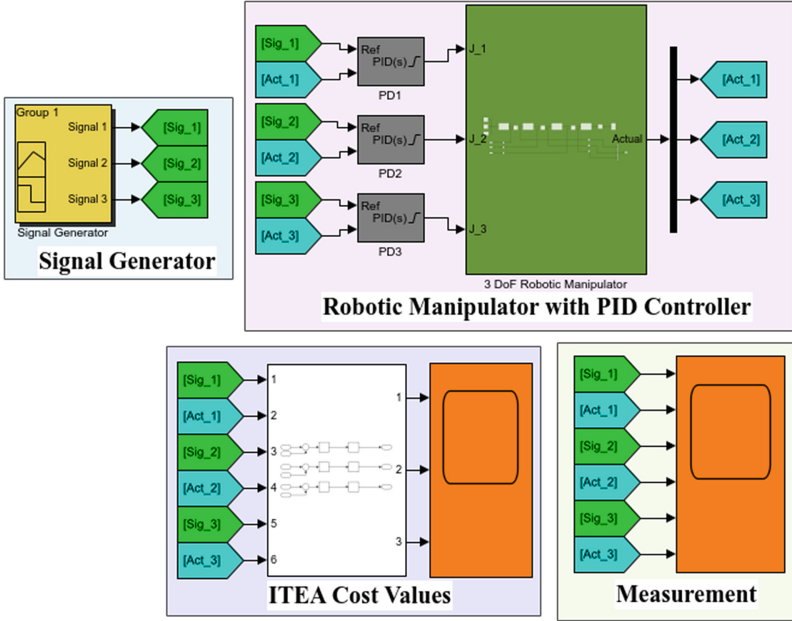 Group 1
Signal 1
Signal 2
Signal 3
[Sig_1]
[Sig_2]
[Sig_3]
Signal Generator
Signal Generator
[Sig_1]
[Act_1]
Ref
PID(s)
PD1
[Sig_2]
[Act_2]
Ref
PID(s)
PD2
[Sig_3]
[Act_3]
Ref
PID(s)
PD3
J_1
J_2
J_3
Actual
3 DoF Robotic Manipulator
[Act_1]
[Act_2]
[Act_3]
Robotic Manipulator with PID Controller
[Sig_1]
[Act_1]
[Sig_2]
[Act_2]
[Sig_3]
[Act_3]
1
2
3
4
5
6
1
2
3
ITEA Cost Values
[Sig_1]
[Act_1]
[Sig_2]
[Act_2]
[Sig_3]
[Act_3]
Measurement